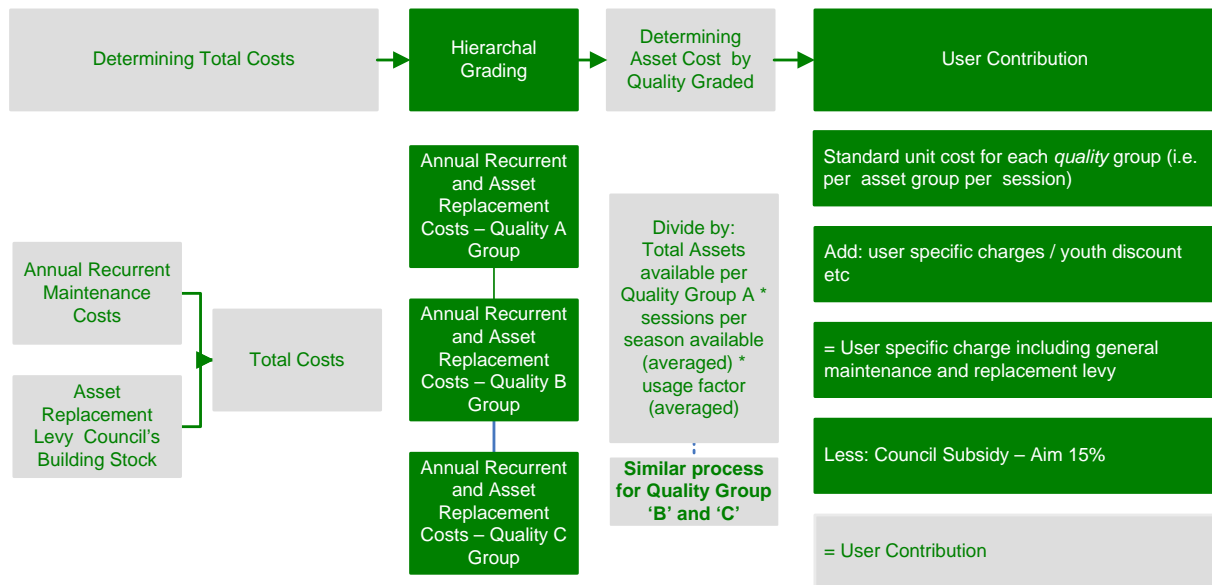 Determining Total Costs
Hierarchal
Grading
Determining
Asset Cost by
Quality Graded
User Contribution
Annual Recurrent
Maintenance
Costs
Asset
Replacement
Levy Council's
Building Stock
Total Costs
Annual Recurrent
and Asset
Replacement
Costs – Quality A
Group
Annual Recurrent
and Asset
Replacement
Costs – Quality B
Group
Annual Recurrent
and Asset
Replacement
Costs – Quality C
Group
Divide by:
Total Assets
available per
Quality Group A *
sessions per
season available
(averaged) *
usage factor
(averaged)
Similar process
for Quality Group
‘B’ and ‘C’
Standard unit cost for each quality group (i.e.
per asset group per session)
Add: user specific charges / youth discount
etc
= User specific charge including general
maintenance and replacement levy
Less: Council Subsidy – Aim 15%
= User Contribution